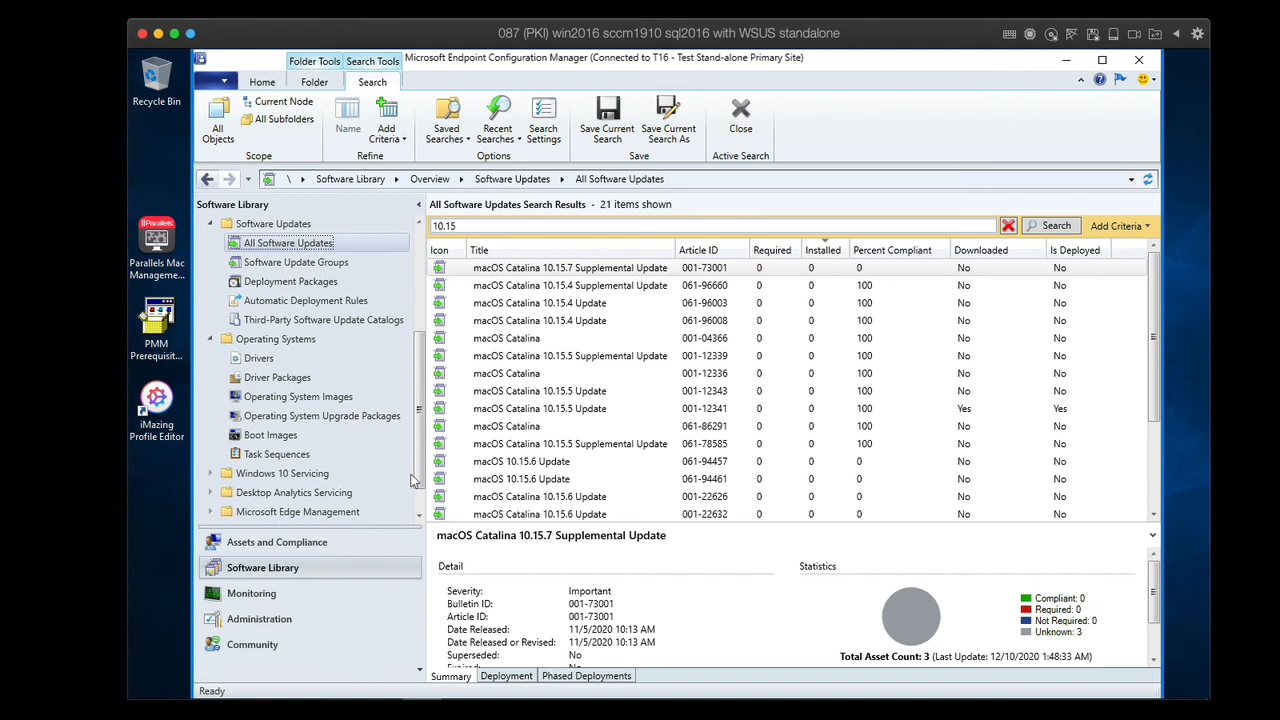 087 (PKI) win2016 sccm1910 sql2016 with WSUS standalone
Recycle Bin
Parallels Mac
Manageme...
PMM
Prerequisit...
iMazing
Profile Editor
Folder Tools
Search Tools
Microsoft Endpoint Configuration Manager (Connected to T16 - Test Stand-alone Primary Site)
Home
Folder
Search
All
Objects
Current Node
All Subfolders
Scope
Name
Add
Criteria
Refine
Saved
Searches
Recent
Searches
Search
Settings
Options
Save Current
Search
Save Current
Search As
Save
Close
Active Search
\ Software Library Overview Software Updates All Software Updates
Software Library
Software Updates
All Software Updates
Software Update Groups
Deployment Packages
Automatic Deployment Rules
Third-Party Software Update Catalogs
Operating Systems
Drivers
Driver Packages
Operating System Images
Operating System Upgrade Packages
Boot Images
Task Sequences
Windows 10 Servicing
Desktop Analytics Servicing
Microsoft Edge Management
Assets and Compliance
Software Library
Monitoring
Administration
Community
All Software Updates Search Results - 21 items shown
10.15
Search
Add Criteria
Icon Title Article ID Required Installed Percent Compliant Downloaded Is Deployed
macOS Catalina 10.15.7 Supplemental Update 001-73001 0 0 0 No No
macOS Catalina 10.15.4 Supplemental Update 061-96660 0 0 100 No No
macOS Catalina 10.15.4 Update 061-96003 0 0 100 No No
macOS Catalina 10.15.4 Update 061-96008 0 0 100 No No
macOS Catalina 001-04366 0 0 100 No No
macOS Catalina 10.15.5 Supplemental Update 001-12339 0 0 100 No No
macOS Catalina 001-12336 0 0 100 No No
macOS Catalina 10.15.5 Update 001-12343 0 0 100 No No
macOS Catalina 10.15.5 Update 001-12341 0 0 100 Yes Yes
macOS Catalina 001-86291 0 0 100 No No
macOS Catalina 10.15.5 Supplemental Update 061-78585 0 0 100 No No
macOS 10.15.6 Update 061-94457 0 0 0 No No
macOS 10.15.6 Update 061-94461 0 0 0 No No
macOS Catalina 10.15.6 Update 001-22626 0 0 0 No No
macOS Catalina 10.15.6 Update 001-22632 0 0 0 No No
macOS Catalina 10.15.7 Supplemental Update
Detail
Severity: Important
Bulletin ID: 001-73001
Article ID: 001-73001
Date Released: 11/5/2020 10:13 AM
Date Released or Revised: 11/5/2020 10:13 AM
Superseded: No
Statistics
Compliant: 0
Required: 0
Not Required: 0
Unknown: 3
Total Asset Count: 3 (Last Update: 12/10/2020 1:48:33 AM)
Summary
Deployment
Phased Deployments
Ready